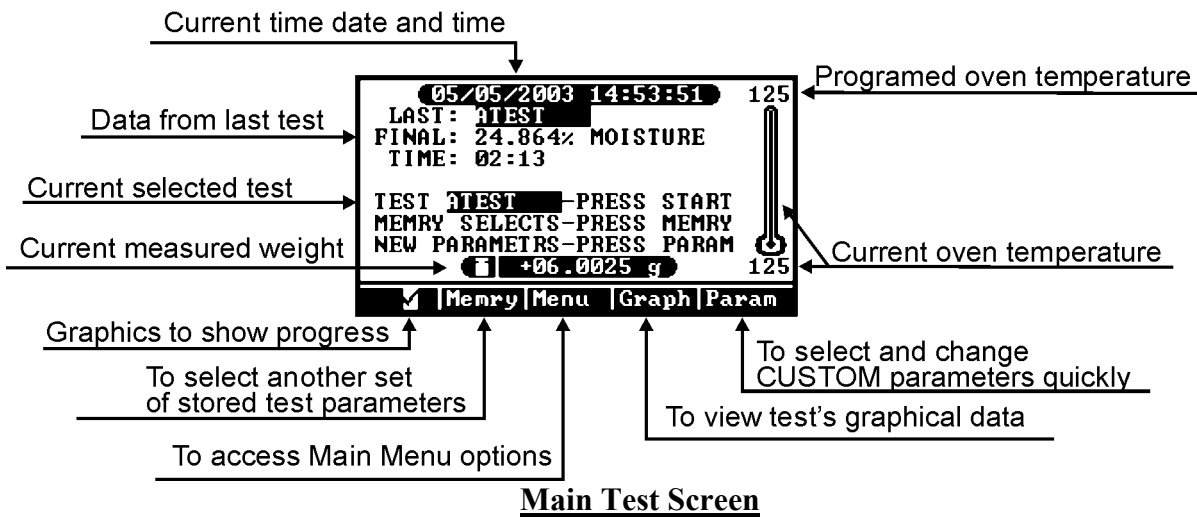 Current time date and time
Programed oven temperature
05/05/2003 14:53:51
125
LAST: ATEST
Data from last test
FINAL: 24.864% MOISTURE
TIME: 02:13
Current selected test
TEST ATEST -PRESS START
MEMRY SELECTS-PRESS MEMRY
Current measured weight
NEW PARAMETRS-PRESS PARAM
Current oven temperature
+06.0025 g
125
Memry|Menu |Graph|Param
Graphics to show progress
To select another set
of stored test parameters
To select and change
CUSTOM parameters quickly
To view test's graphical data
To access Main Menu options
Main Test Screen